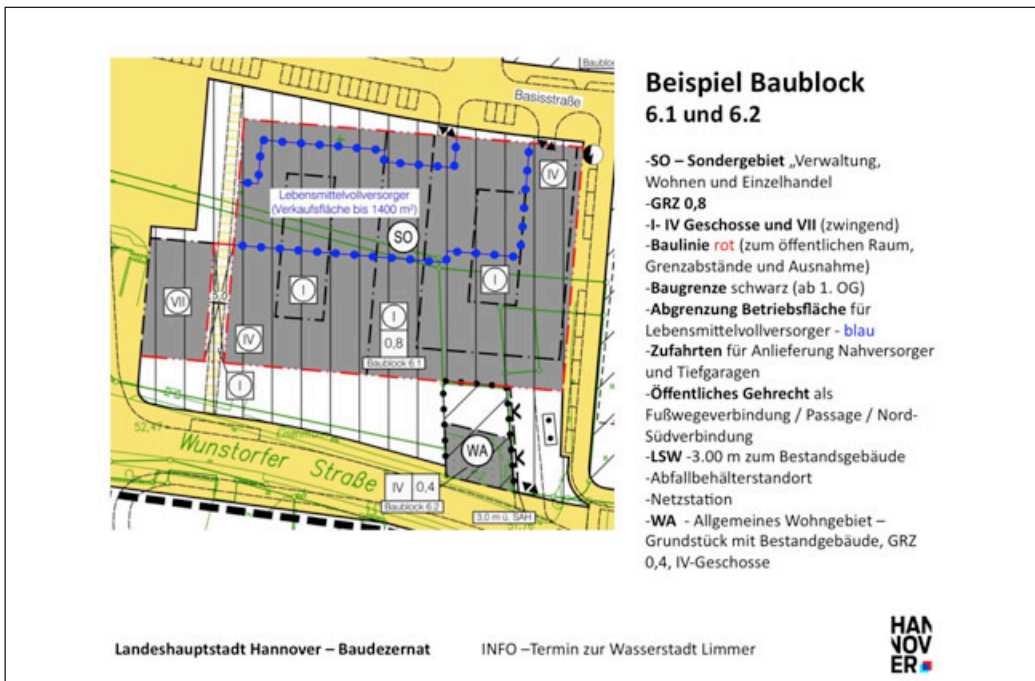 Beispiel Baublock
6.1 und 6.2
-SO – Sondergebiet „Verwaltung,
Wohnen und Einzelhandel
-GRZ 0,8
-I- IV Geschosse und VII (zwingend)
-Baulinie rot (zum öffentlichen Raum,
Grenzabstände und Ausnahme)
-Baugrenze schwarz (ab 1. OG)
-Abgrenzung Betriebsfläche für
Lebensmittelvollversorger - blau
-Zufahrten für Anlieferung Nahversorger
und Tiefgaragen
-Öffentliches Gehrecht als
Fußwegeverbindung / Passage / Nord-
Südverbindung
-LSW -3.00 m zum Bestandsgebäude
-Abfallbehälterstandort
-Netzstation
-WA - Allgemeines Wohngebiet –
Grundstück mit Bestandgebäude, GRZ
0,4, IV-Geschosse
Basisstraße
IV
Lebensmittelvollversorger
(Verkaufsfläche bis 1400 m²)
SO
I
I
VII
5,0
I
0,8
Baublock 6.1
IV
I
52,47
Wunstorfer Straße
WA
IV 0,4
Baublock 6.2
3,0 m ü. SAH
Landeshauptstadt Hannover – Baudezernat
INFO –Termin zur Wasserstadt Limmer
HAN
NOV
ER